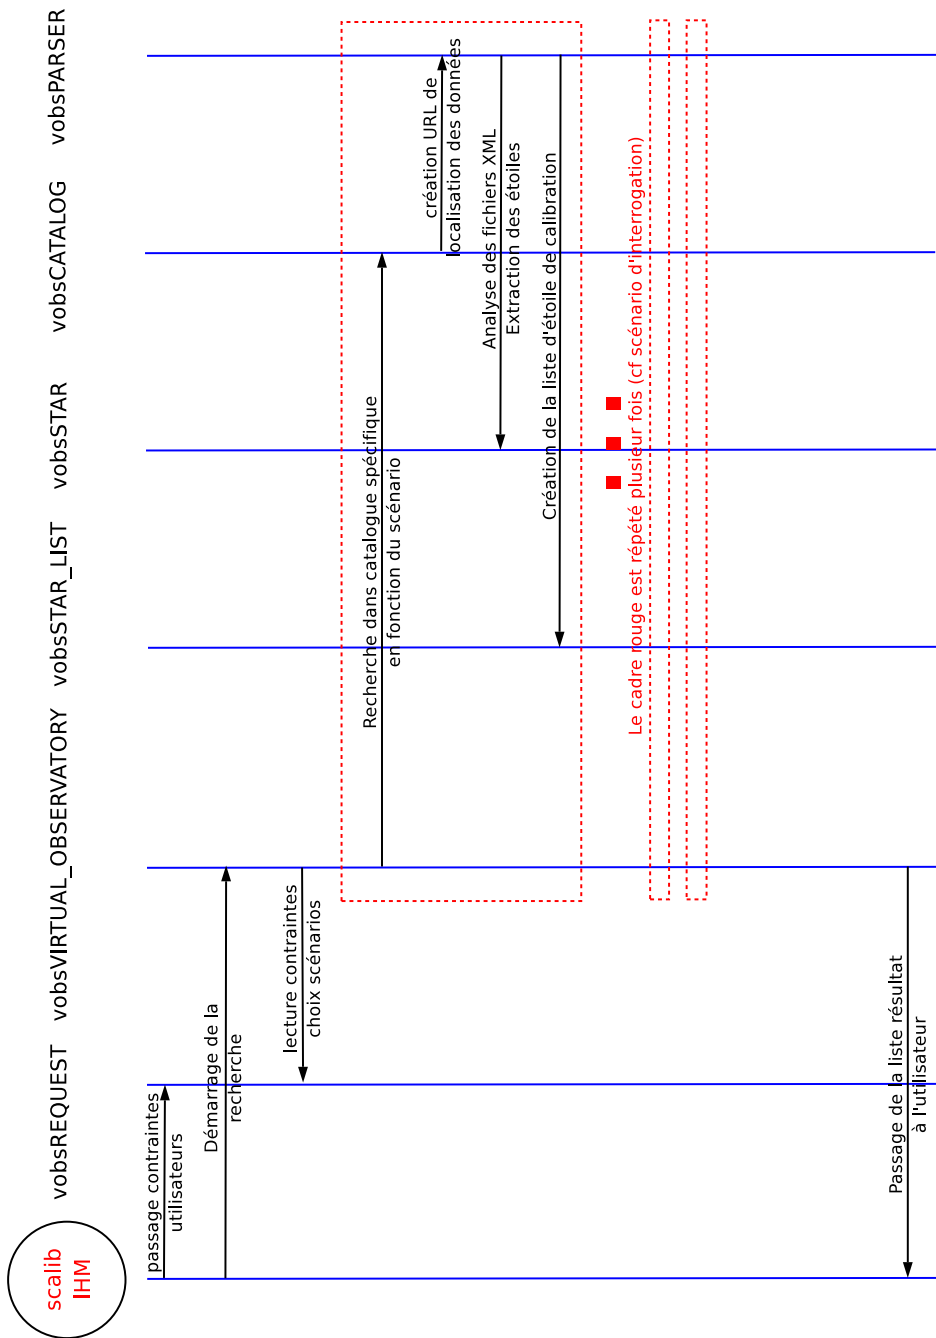 scalib
IHM
vobsREQUEST
vobsVIRTUAL_OBSERVATORY
vobsSTAR_LIST
vobsSTAR
vobsCATALOG
vobsPARSER
passage contraintes
utilisateurs
Démarrage de la
recherche
lecture contraintes
choix scénarios
Recherche dans catalogue spécifique
en fonction du scénario
création URL de
localisation des données
Analyse des fichiers XML
Extraction des étoiles
Création de la liste d'étoile de calibration
Le cadre rouge est répété plusieur fois (cf scénario d'interrogation)
Passage de la liste résultat
à l'utilisateur